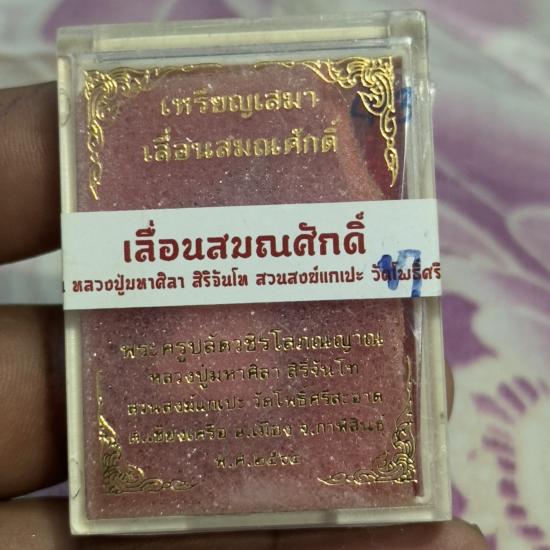 เหรียญเสมา
เลื่อนสมณศักดิ์
เลื่อนสมณศักดิ์
หลวงปู่มหาศิลา สิริจันโท สวนสงฆ์แกเปะ วัดโพธิ์ศรี
พระครูปลัดวชิรโสภณญาณ
หลวงปู่มหาศิลา สิริจันโท
สวนสงฆ์แกเปะ วัดโพธิ์ศรีสะอาด
ต.เชียงเครือ อ.เมือง จ.กาฬสินธุ์
พ.ศ.๒๕๖๔